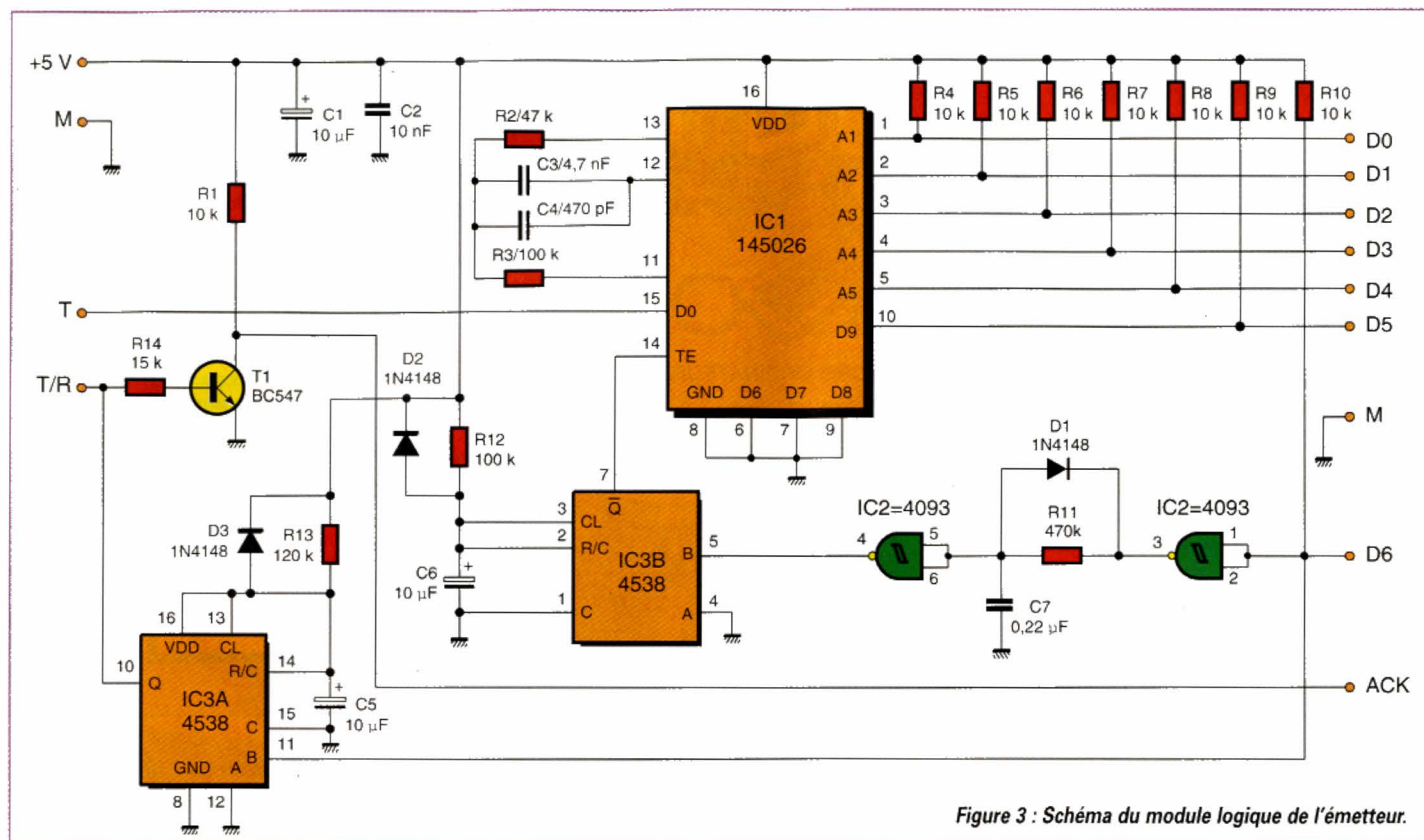 +5 V
M
C1
10 µF
+
C2
10 nF
R1
10 k
R2/47 k
C3/4,7 nF
C4/470 pF
R3/100 k
13
12
11
15
14
16
VDD
IC1
145026
D0
TE
GND
D6
D7
D8
8
6
7
9
A1
A2
A3
A4
A5
D9
1
2
3
4
5
10
R4
10 k
R5
10 k
R6
10 k
R7
10 k
R8
10 k
R9
10 k
R10
10 k
D0
D1
D2
D3
D4
D5
M
D6
ACK
T
T/R
R14
15 k
T1
BC547
D2
1N4148
R12
100 k
D3
1N4148
R13
120 k
C6
10 µF
+
7
Q
3
CL
2
R/C
1
C
IC3B
4538
B
5
A
4
IC2=4093
4
5
6
D1
1N4148
R11
470k
C7
0,22 µF
IC2=4093
3
1
2
16
13
VDD
CL
10
Q
R/C
14
IC3A
4538
C
15
B
11
GND
A
8
12
C5
10 µF
+
Figure 3 : Schéma du module logique de l'émetteur.